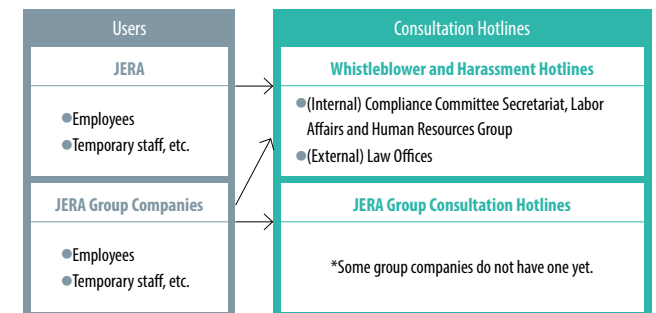 Users
JERA
●Employees
●Temporary staff, etc.
JERA Group Companies
●Employees
●Temporary staff, etc.
Consultation Hotlines
Whistleblower and Harassment Hotlines
●(Internal) Compliance Committee Secretariat, Labor
Affairs and Human Resources Group
●(External) Law Offices
JERA Group Consultation Hotlines
*Some group companies do not have one yet.